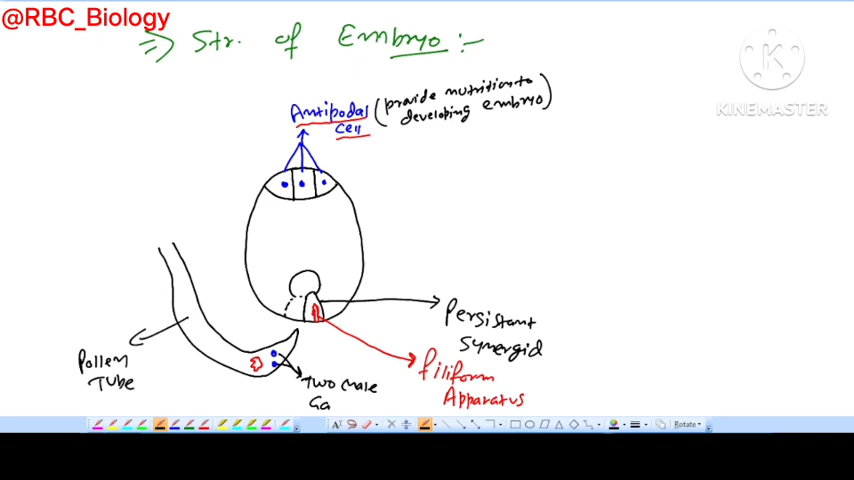 @RBC_Biology
=> Str. of Embryo :-
Antipodal (provide nutrition to
cell developing embryo)
K
KINEMASTER
Persistant
Synergid
Pollen
Tube
filiform
Apparatus
Two male
Ga
Rotate